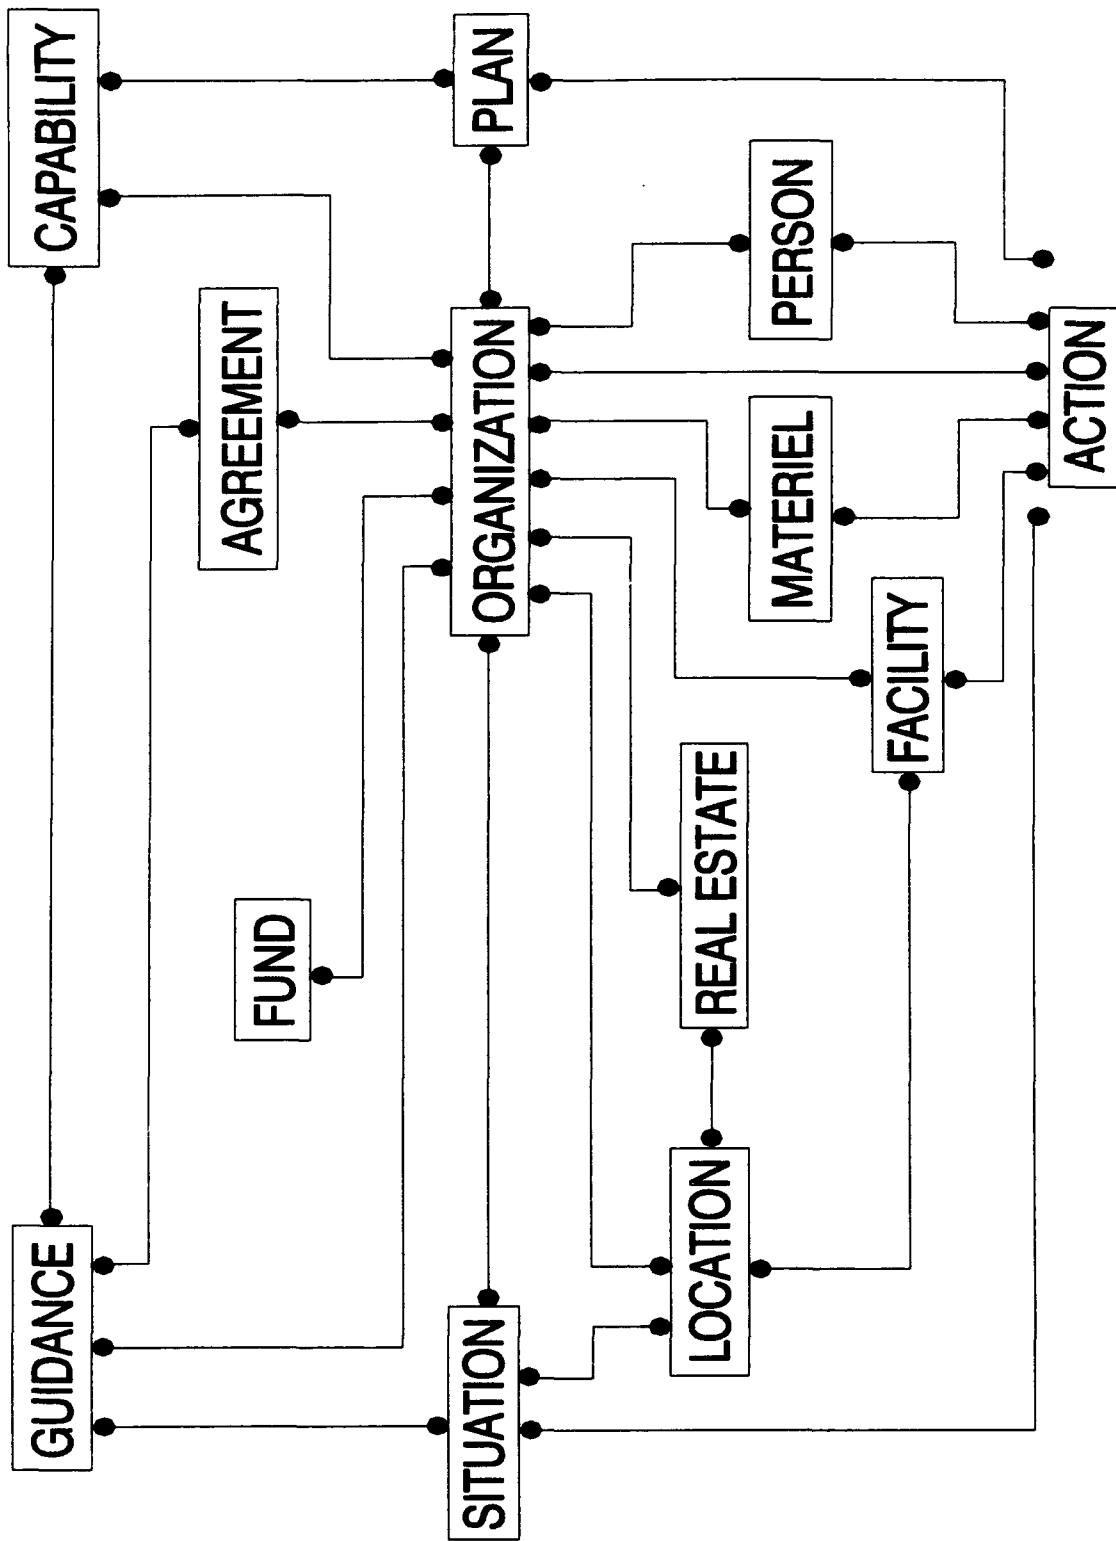 GUIDANCE
CAPABILITY
FUND
AGREEMENT
SITUATION
ORGANIZATION
PLAN
LOCATION
REAL ESTATE
MATERIEL
PERSON
FACILITY
ACTION